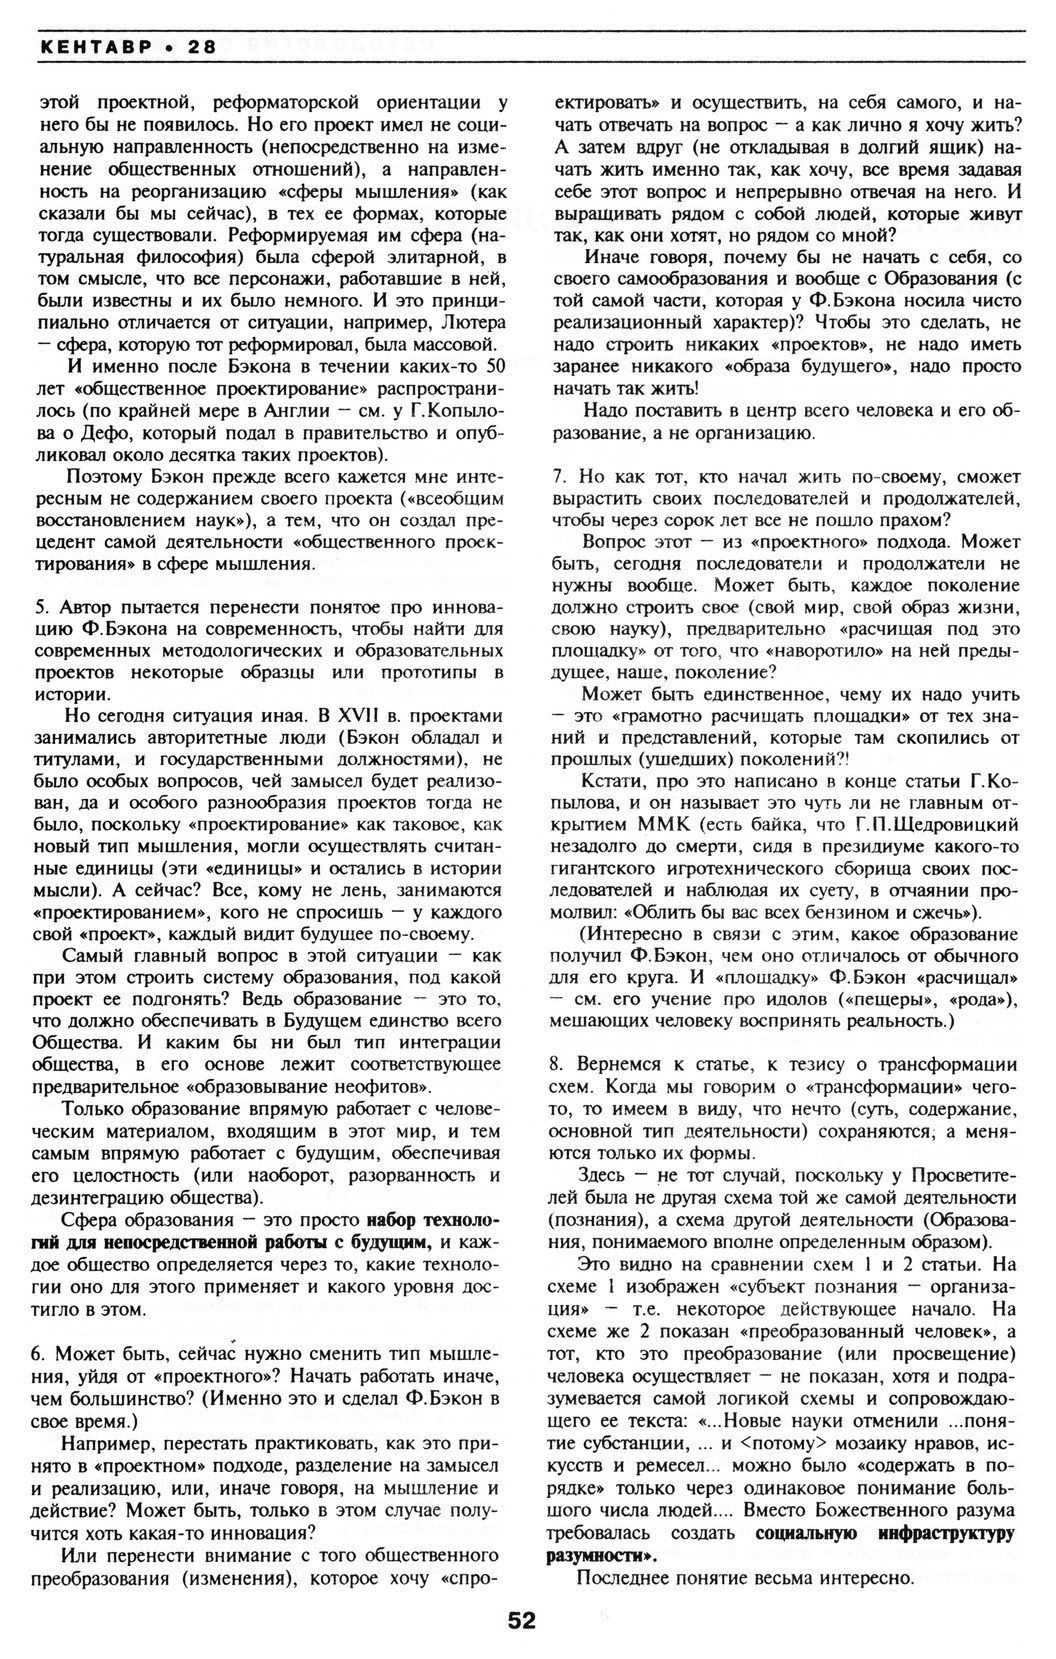 КЕНТАВР • 28
этой проектной, реформаторской ориентации у
него бы не появилось. Но его проект имел не соци-
альную направленность (непосредственно на изме-
нение общественных отношений), а направлен-
ность на реорганизацию «сферы мышления» (как
сказали бы мы сейчас), в тех ее формах, которые
тогда существовали. Реформируемая им сфера (на-
туральная философия) была сферой элитарной, в
том смысле, что все персонажи, работавшие в ней,
были известны и их было немного. И это принци-
пиально отличается от ситуации, например, Лютера
— сфера, которую тот реформировал, была массовой.
И именно после Бэкона в течении каких-то 50
лет «общественное проектирование» распространи-
лось (по крайней мере в Англии — см. у Г.Копыло-
ва о Дефо, который подал в правительство и опуб-
ликовал около десятка таких проектов).
Поэтому Бэкон прежде всего кажется мне инте-
ресным не содержанием своего проекта («всеобщим
восстановлением наук»), а тем, что он создал пре-
цедент самой деятельности «общественного проек-
тирования» в сфере мышления.
5. Автор пытается перенести понятое про иннова-
цию Ф.Бэкона на современность, чтобы найти для
современных методологических и образовательных
проектов некоторые образцы или прототипы в
истории.
Но сегодня ситуация иная. В XVII в. проектами
занимались авторитетные люди (Бэкон обладал и
титулами, и государственными должностями), не
было особых вопросов, чей замысел будет реализо-
ван, да и особого разнообразия проектов тогда не
было, поскольку «проектирование» как таковое, как
новый тип мышления, могли осуществлять считан-
ные единицы (эти «единицы» и остались в истории
мысли). А сейчас? Все, кому не лень, занимаются
«проектированием», кого не спросишь — у каждого
свой «проект», каждый видит будущее по-своему.
Самый главный вопрос в этой ситуации — как
при этом строить систему образования, под какой
проект ее подгонять? Ведь образование — это то,
что должно обеспечивать в Будущем единство всего
Общества. И каким бы ни был тип интеграции
общества, в его основе лежит соответствующее
предварительное «образовывание неофитов».
Только образование впрямую работает с челове-
ческим материалом, входящим в этот мир, и тем
самым впрямую работает с будущим, обеспечивая
его целостность (или наоборот, разорванность и
дезинтеграцию общества).
Сфера образования — это просто набор техноло-
гий для непосредственной работы с будущим, и каж-
дое общество определяется через то, какие техноло-
гии оно для этого применяет и какого уровня дос-
тигло в этом.
6. Может быть, сейчас нужно сменить тип мышле-
ния, уйдя от «проектного»? Начать работать иначе,
чем большинство? (Именно это и сделал Ф.Бэкон в
свое время.)
Например, перестать практиковать, как это при-
нято в «проектном» подходе, разделение на замысел
и реализацию, или, иначе говоря, на мышление и
действие? Может быть, только в этом случае полу-
чится хоть какая-то инновация?
Или перенести внимание с того общественного
преобразования (изменения), которое хочу «спро-
ектировать» и осуществить, на себя самого, и на-
чать отвечать на вопрос — а как лично я хочу жить?
А затем вдруг (не откладывая в долгий ящик) на-
чать жить именно так, как хочу, все время задавая
себе этот вопрос и непрерывно отвечая на него. И
выращивать рядом с собой людей, которые живут
так, как они хотят, но рядом со мной?
Иначе говоря, почему бы не начать с себя, со
своего самообразования и вообще с Образования (с
той самой части, которая у Ф.Бэкона носила чисто
реализационный характер)? Чтобы это сделать, не
надо строить никаких «проектов», не надо иметь
заранее никакого «образа будущего», надо просто
начать так жить!
Надо поставить в центр всего человека и его об-
разование, а не организацию.
7. Но как тот, кто начал жить по-своему, сможет
вырастить своих последователей и продолжателей,
чтобы через сорок лет все не пошло прахом?
Вопрос этот — из «проектного» подхода. Может
быть, сегодня последователи и продолжатели не
нужны вообще. Может быть, каждое поколение
должно строить свое (свой мир, свой образ жизни,
свою науку), предварительно «расчищая под это
площадку» от того, что «наворотило» на ней преды-
дущее, наше, поколение?
Может быть единственное, чему их надо учить
— это «грамотно расчищать площадки» от тех зна-
ний и представлений, которые там скопились от
прошлых (ушедших) поколений?!
Кстати, про это написано в конце статьи Г.Ко-
пылова, и он называет это чуть ли не главным от-
крытием ММК (есть байка, что Г.П.Щедровицкий
незадолго до смерти, сидя в президиуме какого-то
гигантского игротехнического сборища своих пос-
ледователей и наблюдая их суету, в отчаянии про-
молвил: «Облить бы вас всех бензином и сжечь»).
(Интересно в связи с этим, какое образование
получил Ф.Бэкон, чем оно отличалось от обычного
для его круга. И «площадку» Ф.Бэкон «расчищал»
— см. его учение про идолов («пещеры», «рода»),
мешающих человеку воспринять реальность.)
8. Вернемся к статье, к тезису о трансформации
схем. Когда мы говорим о «трансформации» чего-
то, то имеем в виду, что нечто (суть, содержание,
основной тип деятельности) сохраняются, а меня-
ются только их формы.
Здесь — не тот случай, поскольку у Просветите-
лей была не другая схема той же самой деятельности
(познания), а схема другой деятельности (Образова-
ния, понимаемого вполне определенным образом).
Это видно на сравнении схем 1 и 2 статьи. На
схеме 1 изображен «субъект познания — организа-
ция» — т.е. некоторое действующее начало. На
схеме же 2 показан «преобразованный человек», а
тот, кто это преобразование (или просвещение)
человека осуществляет — не показан, хотя и подра-
зумевается самой логикой схемы и сопровождаю-
щего ее текста: «...Новые науки отменили ...поня-
тие субстанции, ... и <потому> мозаику нравов, ис-
кусств и ремесел... можно было «содержать в по-
рядке» только через одинаковое понимание боль-
шого числа людей.... Вместо Божественного разума
требовалась создать социальную инфраструктуру
разумности».
Последнее понятие весьма интересно.
52